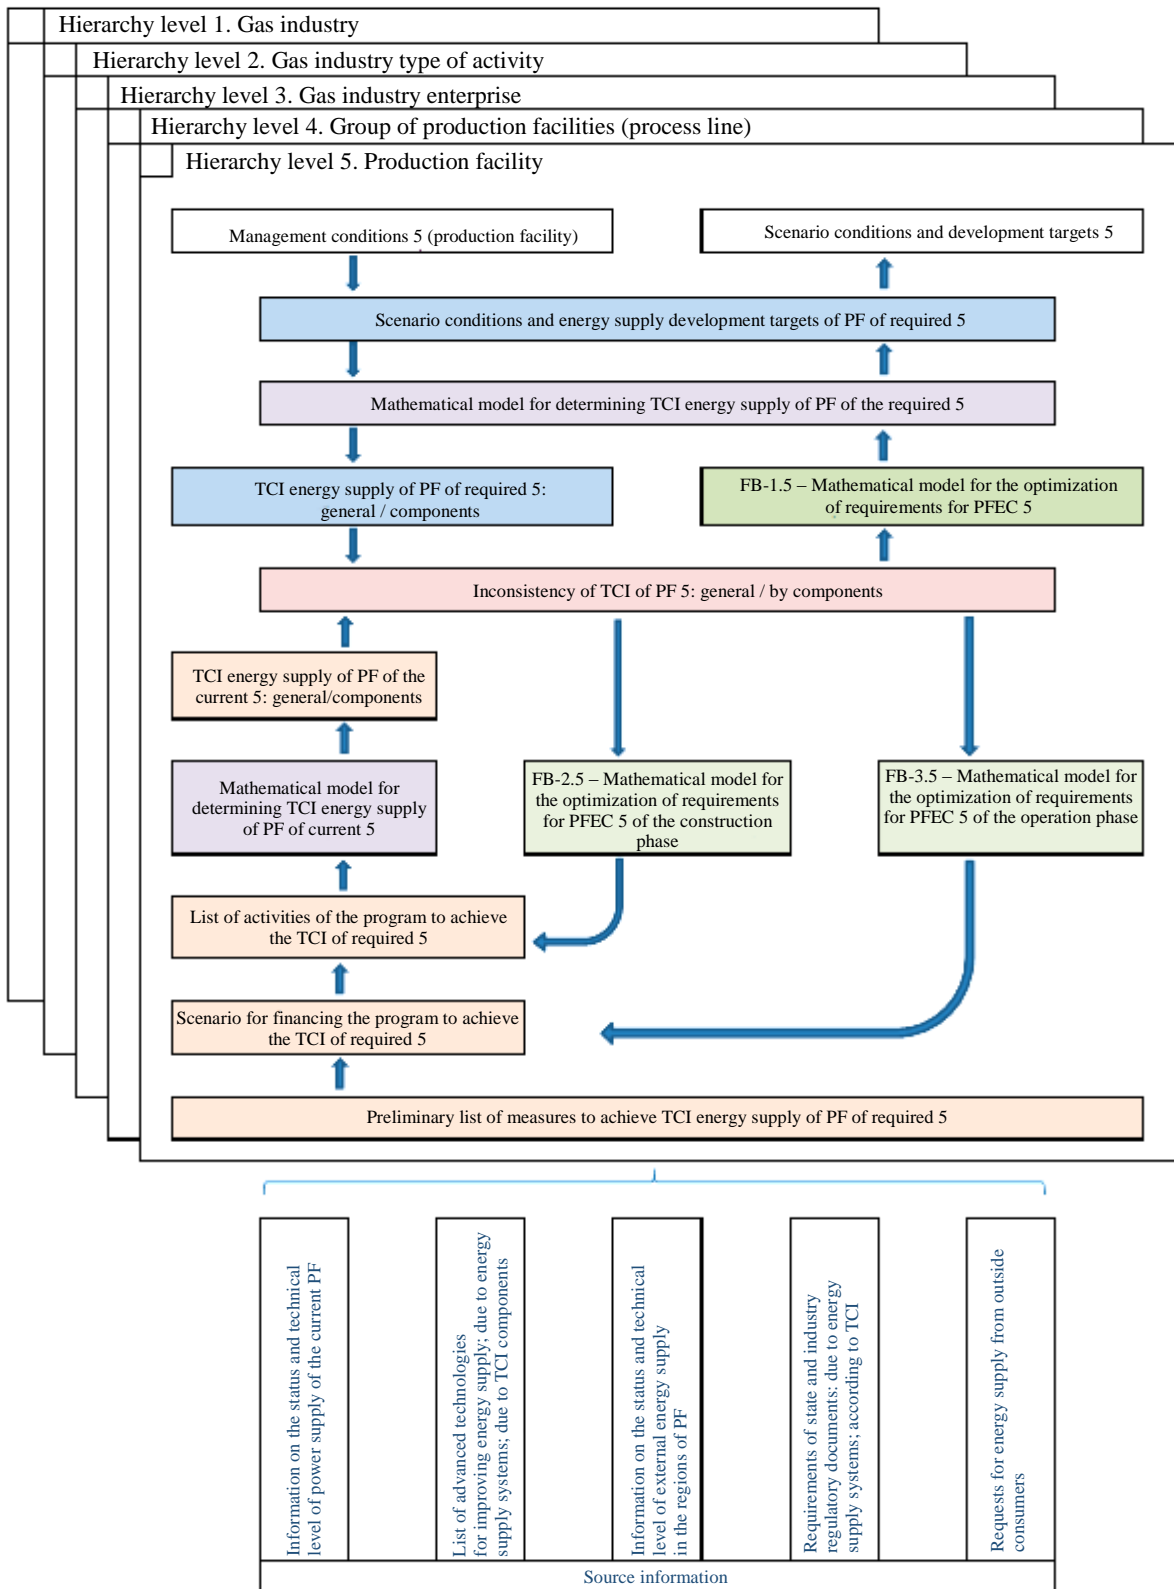 Hierarchy level 1. Gas industry
Hierarchy level 2. Gas industry type of activity
Hierarchy level 3. Gas industry enterprise
Hierarchy level 4. Group of production facilities (process line)
Hierarchy level 5. Production facility
Management conditions 5 (production facility)
Scenario conditions and development targets 5
Scenario conditions and energy supply development targets of PF of required 5
Mathematical model for determining TCI energy supply of PF of the required 5
TCI energy supply of PF of required 5:
general / components
FB-1.5 – Mathematical model for the optimization
of requirements for PFEC 5
Inconsistency of TCI of PF 5: general / by components
TCI energy supply of PF of the
current 5: general/components
Mathematical model for
determining TCI energy supply
of PF of current 5
FB-2.5 – Mathematical model for
the optimization of requirements
for PFEC 5 of the construction
phase
FB-3.5 – Mathematical model for
the optimization of requirements
for PFEC 5 of the operation phase
List of activities of the program to achieve
the TCI of required 5
Scenario for financing the program to achieve
the TCI of required 5
Preliminary list of measures to achieve TCI energy supply of PF of required 5
Information on the status and technical
level of power supply of the current PF
List of advanced technologies
for improving energy supply; due to energy
supply systems; due to TCI components
Information on the status and technical
level of external energy supply
in the regions of PF
Requirements of state and industry
regulatory documents: due to energy
supply systems; according to TCI
Requests for energy supply from outside
consumers
Source information